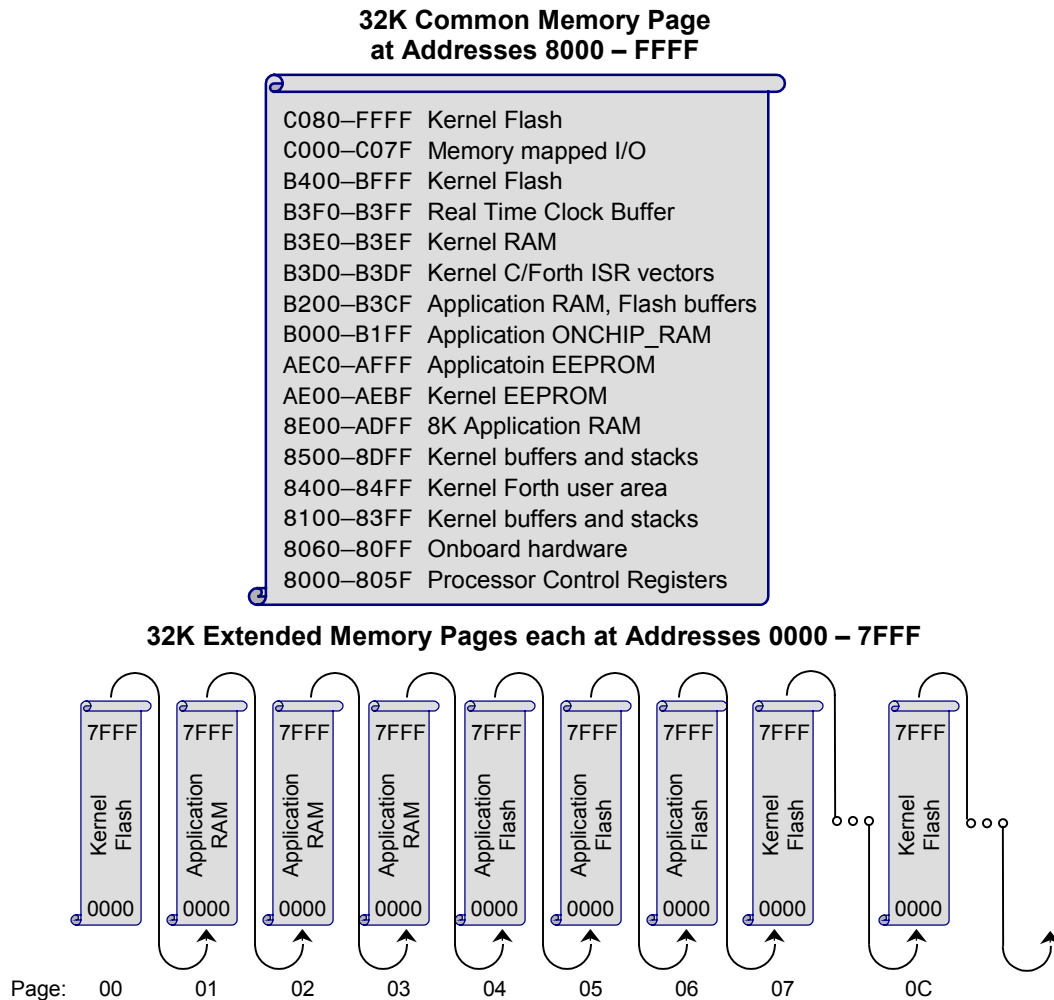 32K Common Memory Page
at Addresses 8000 – FFFF
C080–FFFF Kernel Flash
C000–C07F Memory mapped I/O
B400–BFFF Kernel Flash
B3F0–B3FF Real Time Clock Buffer
B3E0–B3EF Kernel RAM
B3D0–B3DF Kernel C/Forth ISR vectors
B200–B3CF Application RAM, Flash buffers
B000–B1FF Application ONCHIP_RAM
AEC0–AFFF Applicatoin EEPROM
AE00–AEBF Kernel EEPROM
8E00–ADFF 8K Application RAM
8500–8DFF Kernel buffers and stacks
8400–84FF Kernel Forth user area
8100–83FF Kernel buffers and stacks
8060–80FF Onboard hardware
8000–805F Processor Control Registers
32K Extended Memory Pages each at Addresses 0000 – 7FFF
7FFF 7FFF 7FFF 7FFF 7FFF 7FFF 7FFF 7FFF 7FFF
Kernel
Flash
Application
RAM
Application
RAM
Application
RAM
Application
Flash
Application
Flash
Application
Flash
Kernel
Flash
Kernel
Flash
0000 0000 0000 0000 0000 0000 0000 0000 0000
Page: 00 01 02 03 04 05 06 07 0C